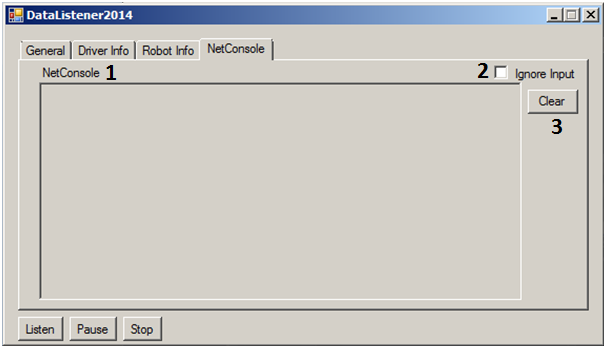 DataListener2014
General Driver Info Robot Info NetConsole
NetConsole 1 2 Ignore Input
Clear
3
Listen Pause Stop